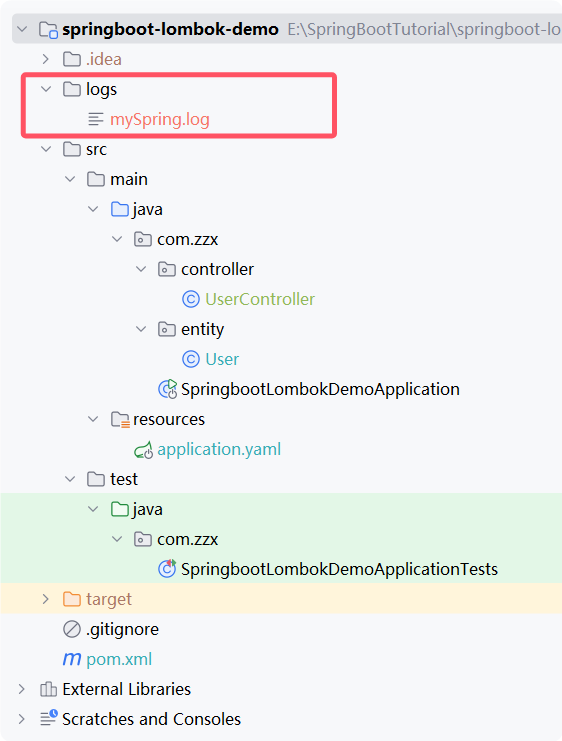 springboot-lombok-demo E:\SpringBootTutorial\springboot-lo
.idea
logs
mySpring.log
src
main
java
com.zzx
controller
UserController
entity
User
SpringbootLombokDemoApplication
resources
application.yaml
test
java
com.zzx
SpringbootLombokDemoApplicationTests
target
.gitignore
pom.xml
External Libraries
Scratches and Consoles